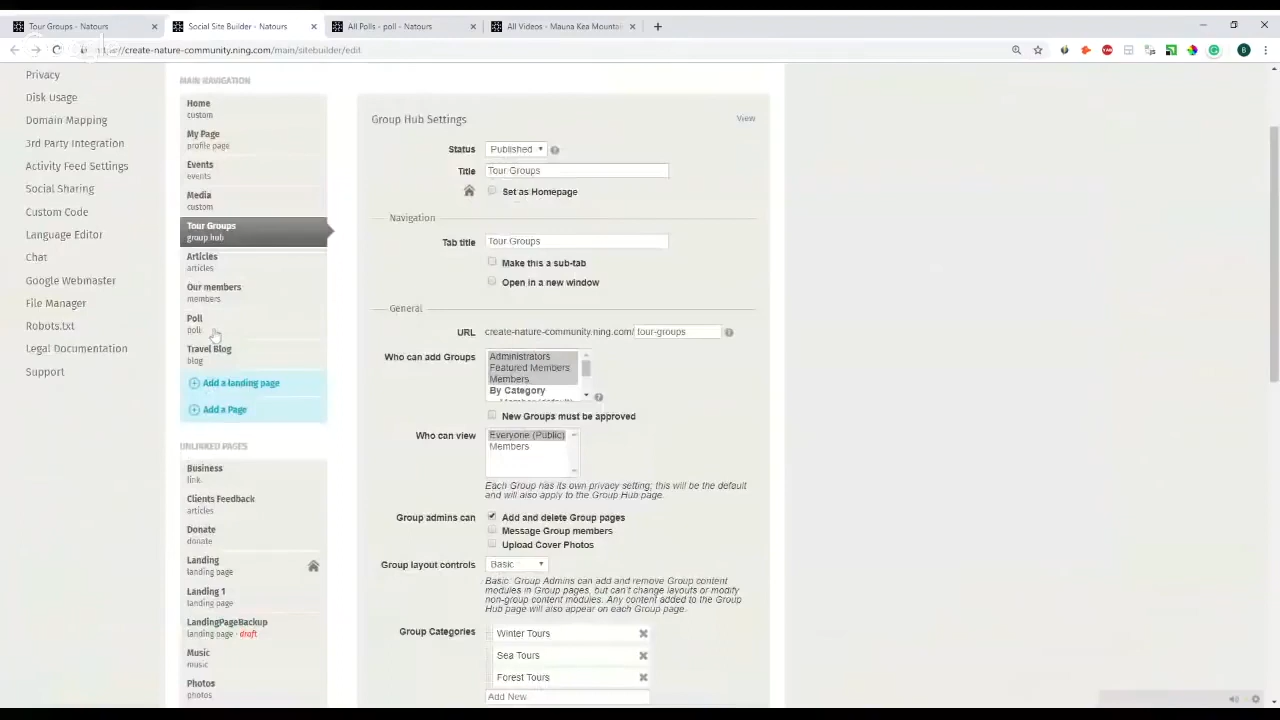 Tour Groups - Natours
Social Site Builder - Natours
All Polls - poll - Natours
All Videos - Mauna Kea Mountain
create-nature-community.ning.com/main/sitebuilder/edit
Privacy
Disk Usage
Domain Mapping
3rd Party Integration
Activity Feed Settings
Social Sharing
Custom Code
Language Editor
Chat
Google Webmaster
File Manager
Robots.txt
Legal Documentation
Support
MAIN NAVIGATION
Home
custom
My Page
profile page
Events
events
Media
custom
Tour Groups
group hub
Articles
articles
Our members
members
Poll
poll
Travel Blog
blog
Add a landing page
Add a Page
UNLINKED PAGES
Business
link
Clients Feedback
articles
Donate
donate
Landing
landing page
Landing 1
landing page
LandingPageBackup
landing page - draft
Music
music
Photos
photos
Group Hub Settings
View
Status Published
Title Tour Groups
Set as Homepage
Navigation
Tab title Tour Groups
Make this a sub-tab
Open in a new window
General
URL create-nature-community.ning.com/ tour-groups
Who can add Groups
Administrators
Featured Members
Members
By Category
New Groups must be approved
Who can view
Everyone (Public)
Members
Each Group has its own privacy setting; this will be the default
and will also apply to the Group Hub page.
Group admins can
Add and delete Group pages
Message Group members
Upload Cover Photos
Group layout controls Basic
Basic: Group Admins can add and remove Group content
modules in Group pages, but can't change layouts or modify
non-group content modules. Any content added to the Group
Hub page will also appear on each Group page.
Group Categories
Winter Tours
Sea Tours
Forest Tours
Add New